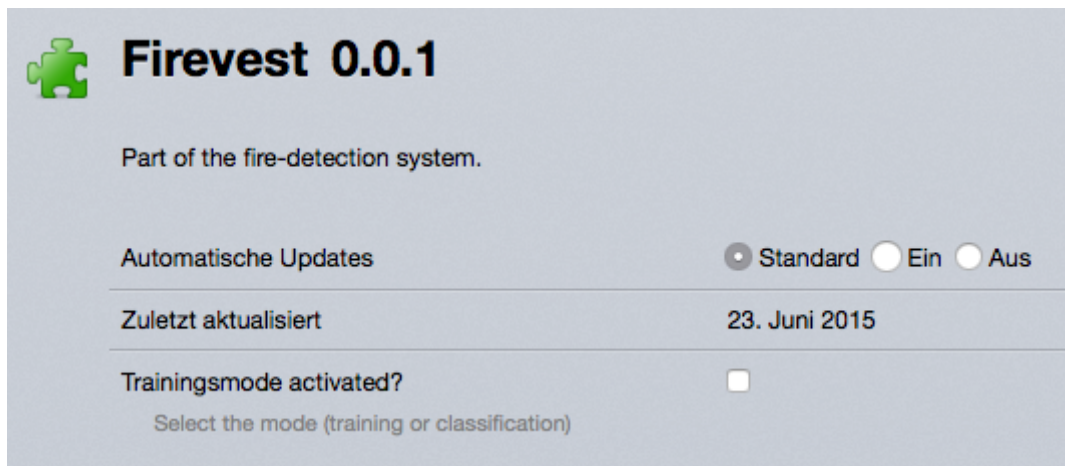 Firevest 0.0.1
Part of the fire-detection system.
Automatische Updates Standard Ein Aus
Zuletzt aktualisiert 23. Juni 2015
Trainingsmode activated?
Select the mode (training or classification)